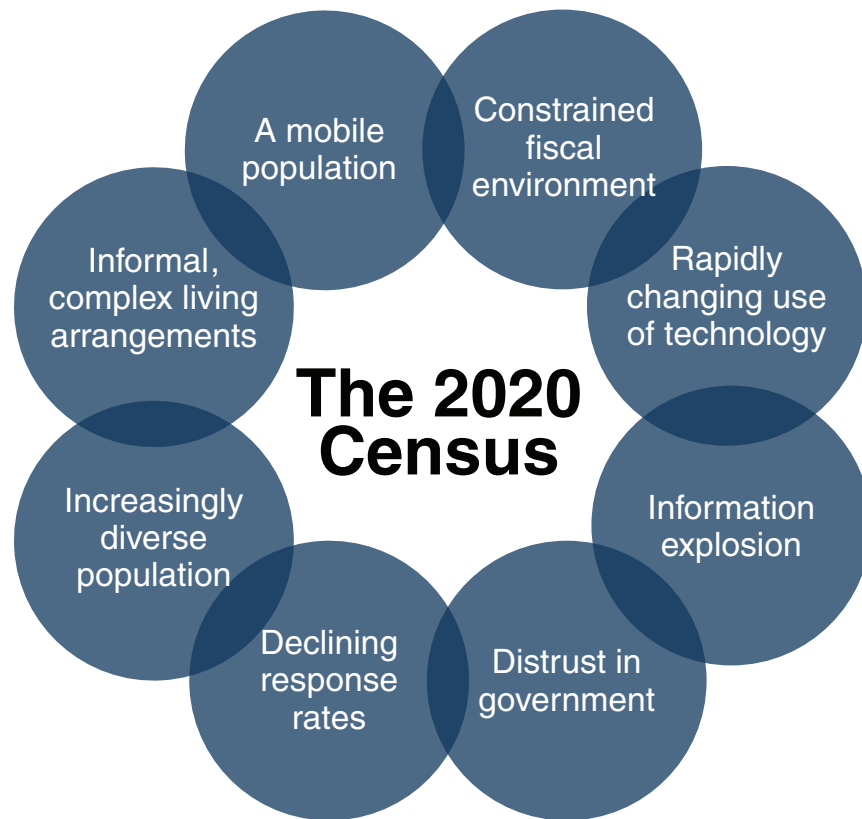 A mobile
population
Constrained
fiscal
environment
Rapidly
changing use
of technology
Information
explosion
Distrust in
government
Declining
response
rates
Increasingly
diverse
population
Informal,
complex living
arrangements
The 2020
Census